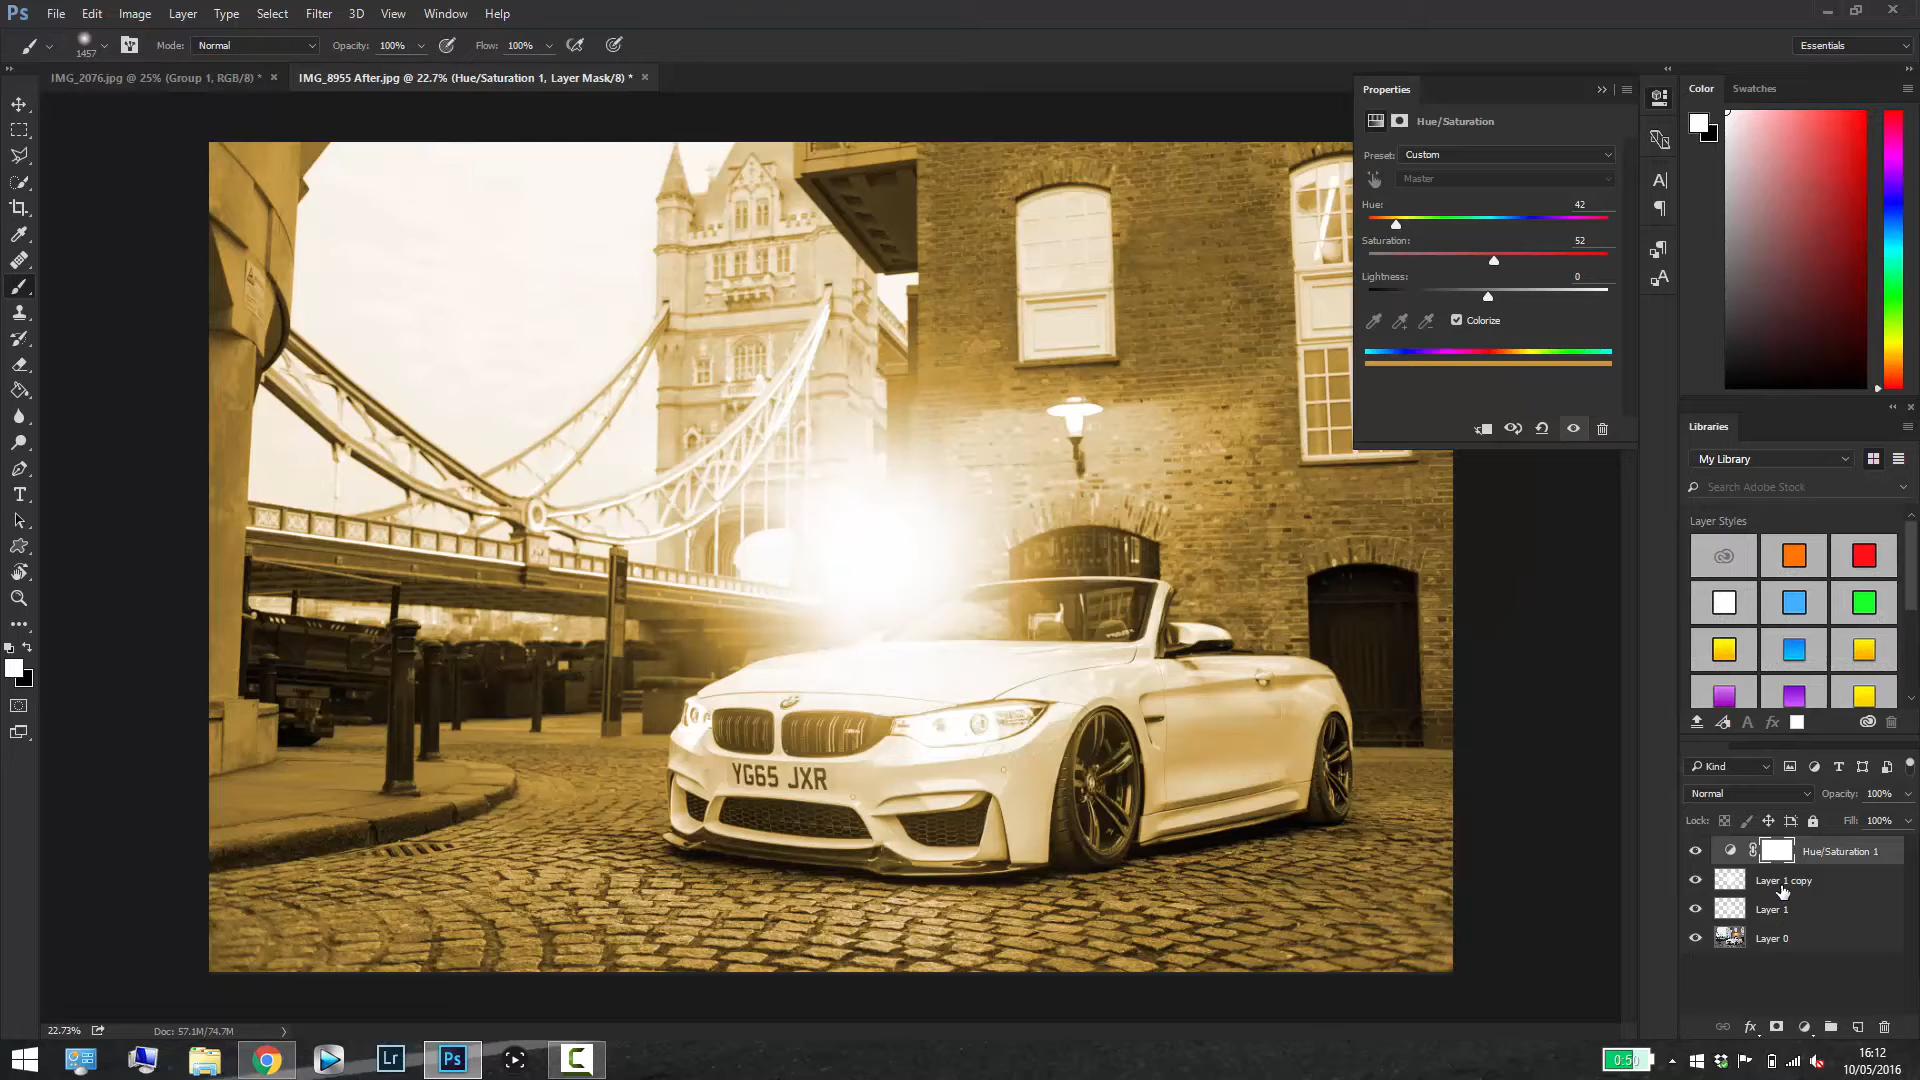 Ps File Edit Image Layer Type Select Filter 3D View Window Help
1457 Mode: Normal Opacity: 100% Flow: 100% Essentials
IMG_2076.jpg @ 25% (Group 1, RGB/8) * × IMG_8955 After.jpg @ 22.7% (Hue/Saturation 1, Layer Mask/8) * ×
Properties
Hue/Saturation
Preset: Custom
Master
Hue: 42
Saturation: 52
Lightness: 0
Colorize
Color Swatches
Libraries
My Library
Search Adobe Stock
Layer Styles
Kind
Normal Opacity: 100%
Lock: Fill: 100%
Hue/Saturation 1
Layer 1 copy
Layer 1
Layer 0
YG65 JXR
22.73% Doc: 57.1M/74.7M
Lr Ps C
0:50
16:12
10/05/2016